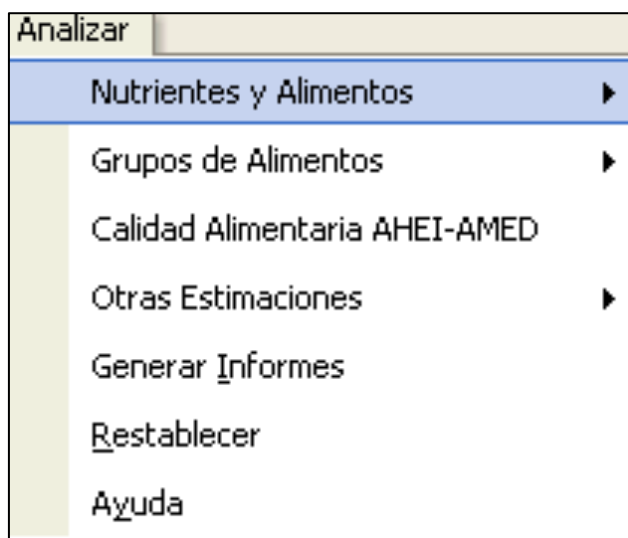 Analizar
Nutrientes y Alimentos
Grupos de Alimentos
Calidad Alimentaria AHEI-AMED
Otras Estimaciones
Generar Informes
Restablecer
Ayuda